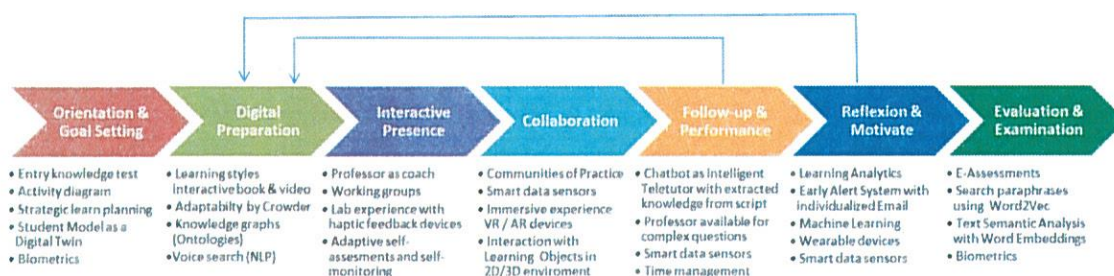 Orientation &
Goal Setting
Digital
Preparation
Interactive
Presence
Collaboration
Follow-up &
Performance
Reflexion &
Motivate
Evaluation &
Examination
• Entry knowledge test
• Activity diagram
• Strategic learn planning
• Student Model as a
Digital Twin
• Biometrics
• Learning styles
Interactive book & video
• Adaptabilty by Crowder
• Knowledge graphs
(Ontologies)
• Voice search (NLP)
• Professor as coach
• Working groups
• Lab experience with
haptic feedback devices
• Adaptive self-
assesments and self-
monitoring
• Communities of Practice
• Smart data sensors
• Immersive experience
VR / AR devices
• Interaction with
Learning Objects in
2D/3D enviroment
• Chatbot as Intelligent
Teletutor with extracted
knowledge from script
• Professor available for
complex questions
• Smart data sensors
• Time management
• Learning Analytics
• Early Alert System with
individualized Email
• Machine Learning
• Wearable devices
• Smart data sensors
• E-Assessments
• Search paraphrases
using Word2Vec
• Text Semantic Analysis
with Word Embeddings
• Biometrics